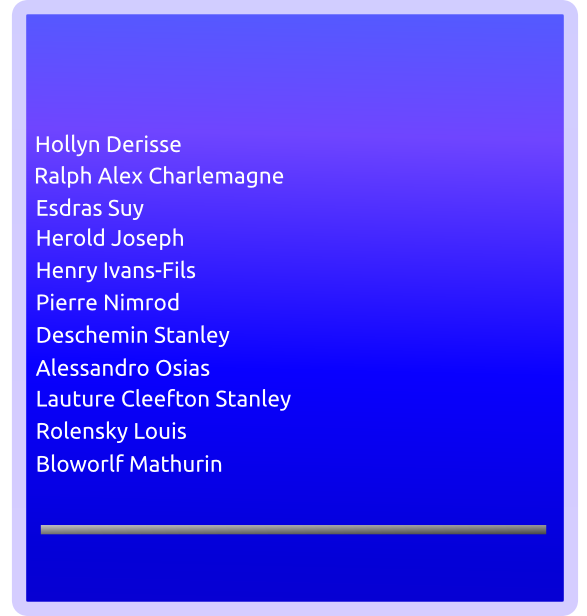 Hollyn Derisse
Ralph Alex Charlemagne
Esdras Suy
Herold Joseph
Henry Ivans-Fils
Pierre Nimrod
Deschemin Stanley
Alessandro Osias
Lauture Cleefton Stanley
Rolensky Louis
Bloworlf Mathurin